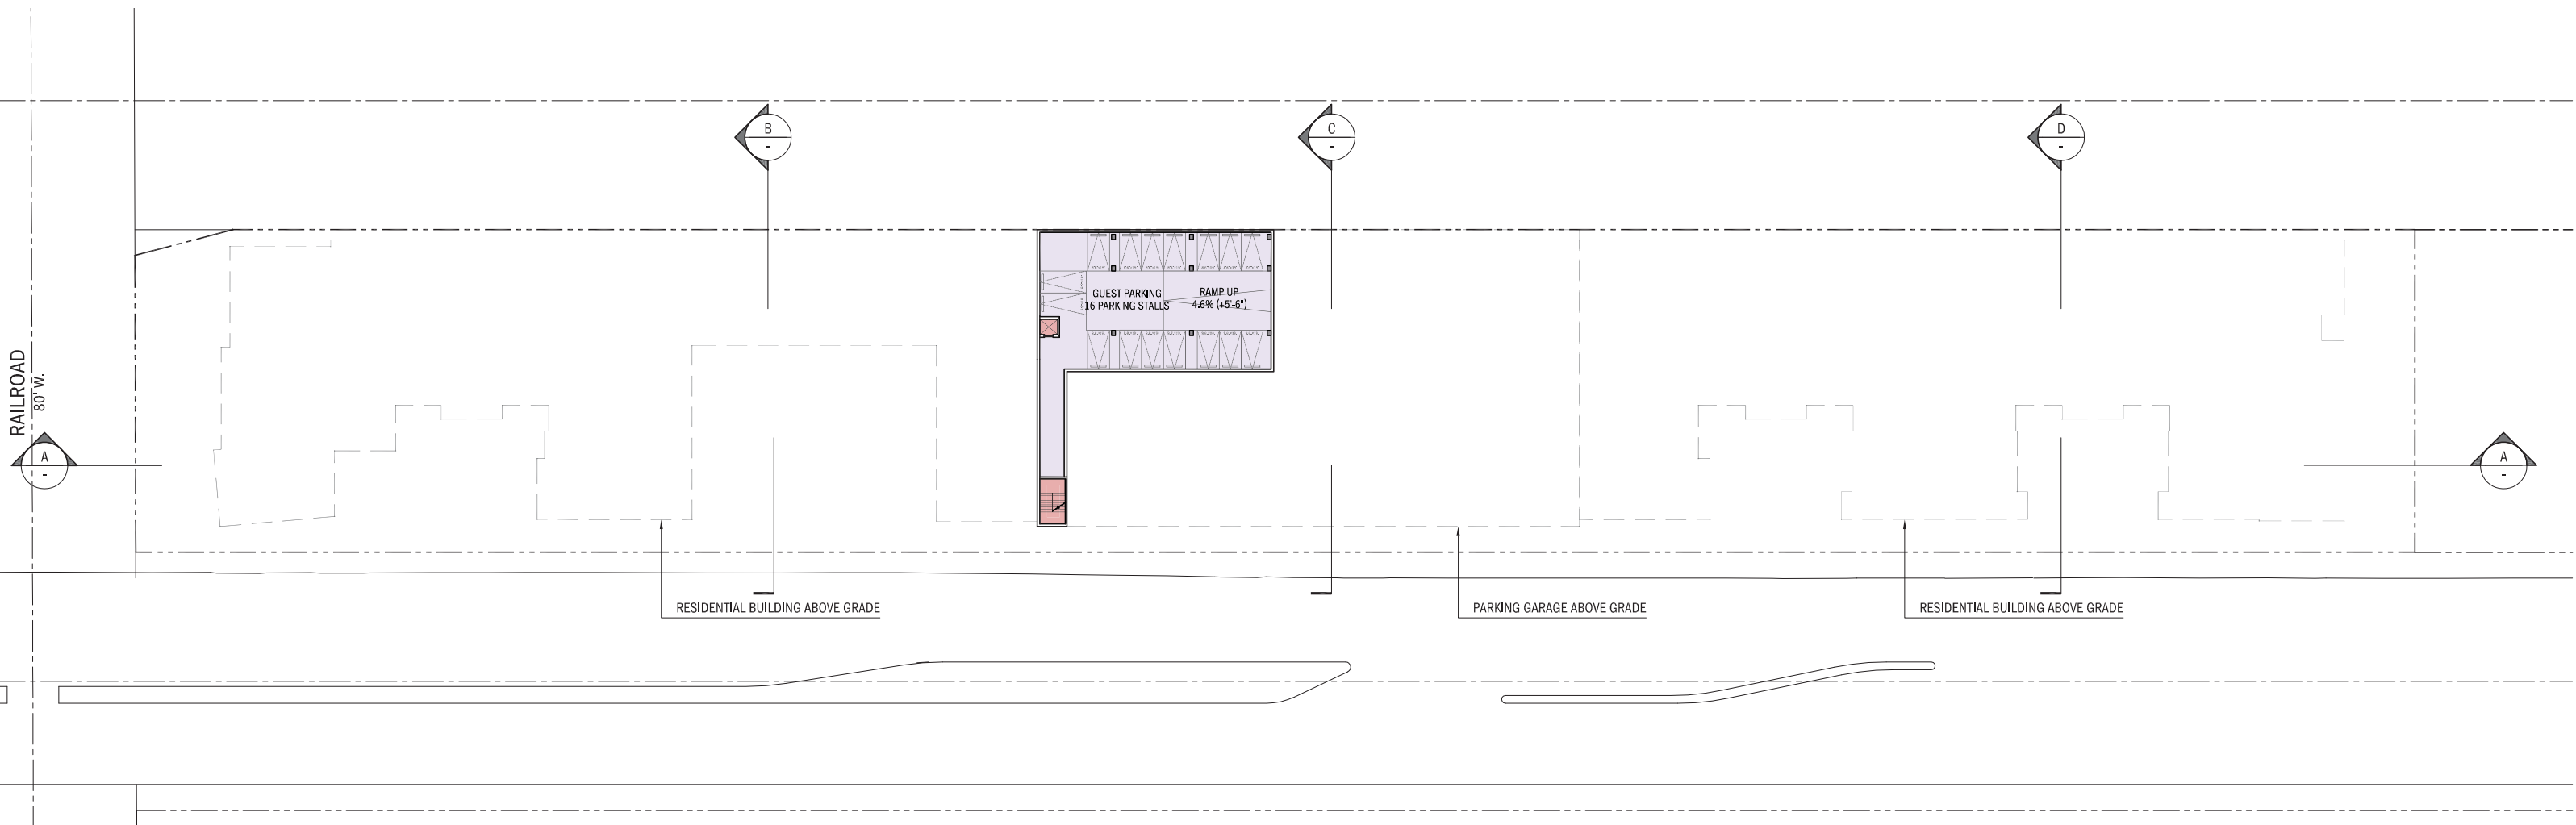 B
-
C
-
D
-
GUEST PARKING
16 PARKING STALLS
RAMP UP
4.6% (+5'-6")
RAILROAD
80' W.
A
-
A
-
RESIDENTIAL BUILDING ABOVE GRADE
PARKING GARAGE ABOVE GRADE
RESIDENTIAL BUILDING ABOVE GRADE